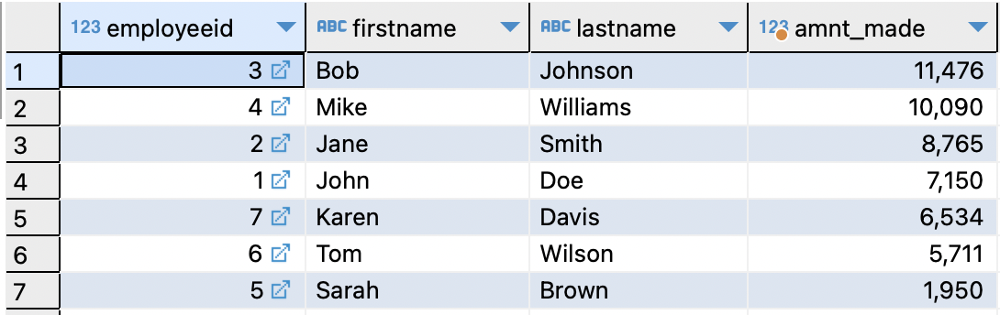 123 employeeid ABC firstname ABC lastname 123 amnt_made
1 3 Bob Johnson 11,476
2 4 Mike Williams 10,090
3 2 Jane Smith 8,765
4 1 John Doe 7,150
5 7 Karen Davis 6,534
6 6 Tom Wilson 5,711
7 5 Sarah Brown 1,950